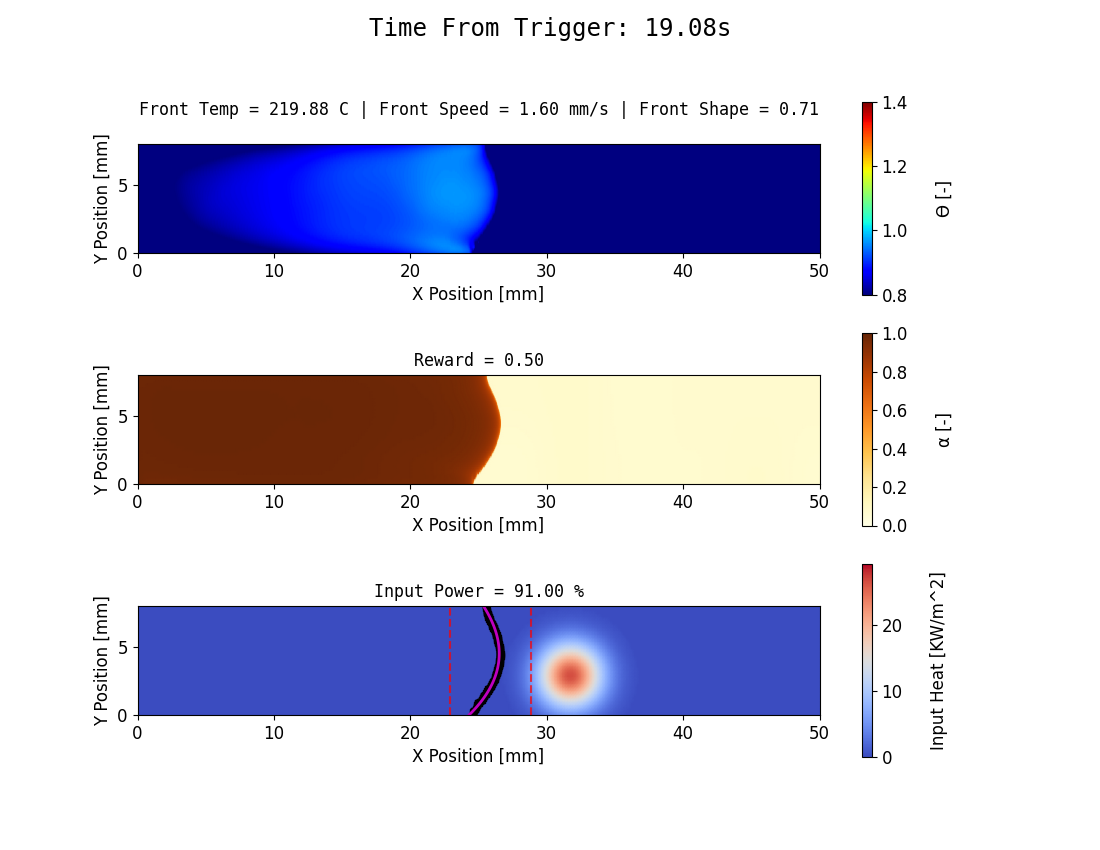 Time From Trigger: 19.08s
Front Temp = 219.88 C | Front Speed = 1.60 mm/s | Front Shape = 0.71
Y Position [mm]
5
0
0 10 20 30 40 50
X Position [mm]
1.4
1.2
1.0
0.8
Θ [-]
Reward = 0.50
Y Position [mm]
5
0
0 10 20 30 40 50
X Position [mm]
1.0
0.8
0.6
0.4
0.2
0.0
α [-]
Input Power = 91.00 %
Y Position [mm]
5
0
0 10 20 30 40 50
X Position [mm]
20
10
0
Input Heat [KW/m^2]